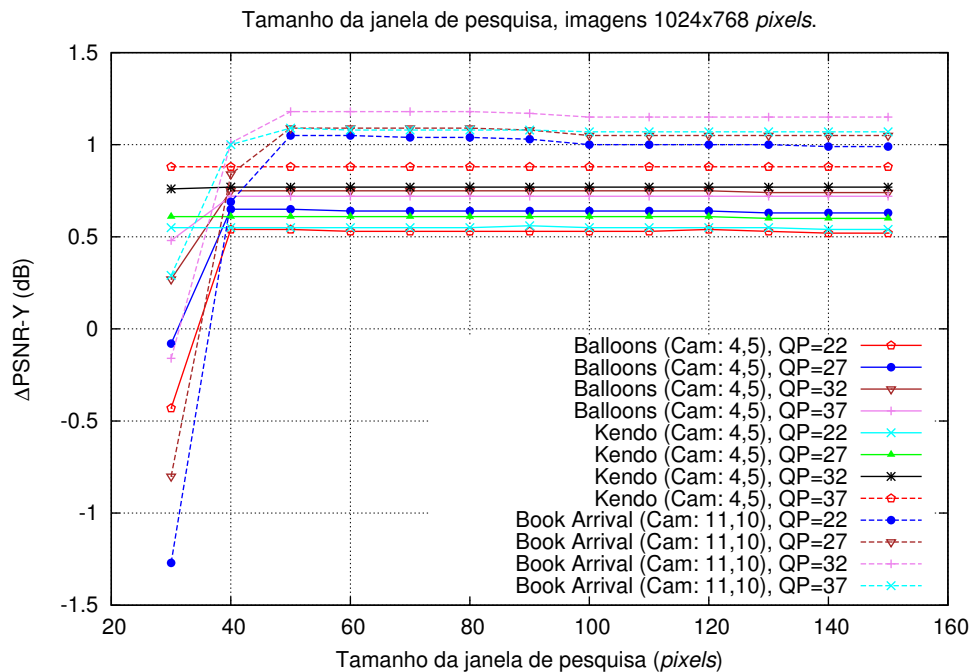 Tamanho da janela de pesquisa, imagens 1024x768 pixels.
1.5
1
0.5
0
-0.5
-1
-1.5
ΔPSNR-Y (dB)
Balloons (Cam: 4,5), QP=22
Balloons (Cam: 4,5), QP=27
Balloons (Cam: 4,5), QP=32
Balloons (Cam: 4,5), QP=37
Kendo (Cam: 4,5), QP=22
Kendo (Cam: 4,5), QP=27
Kendo (Cam: 4,5), QP=32
Kendo (Cam: 4,5), QP=37
Book Arrival (Cam: 11,10), QP=22
Book Arrival (Cam: 11,10), QP=27
Book Arrival (Cam: 11,10), QP=32
Book Arrival (Cam: 11,10), QP=37
20 40 60 80 100 120 140 160
Tamanho da janela de pesquisa (pixels)